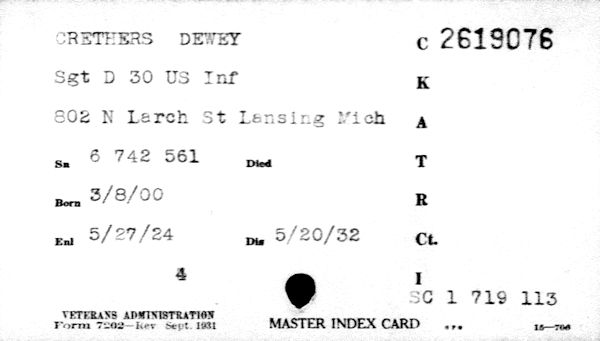 CRETHERS DEWEY C 2619076
Sgt D 30 US Inf K
802 N Larch St Lansing Mich A
Sn 6 742 561 Died T
Born 3/8/00 R
Enl 5/27/24 Dis 5/20/32 Ct.
4 I
SC 1 719 113
VETERANS ADMINISTRATION
Form 7202—Rev Sept. 1931 MASTER INDEX CARD 15—706